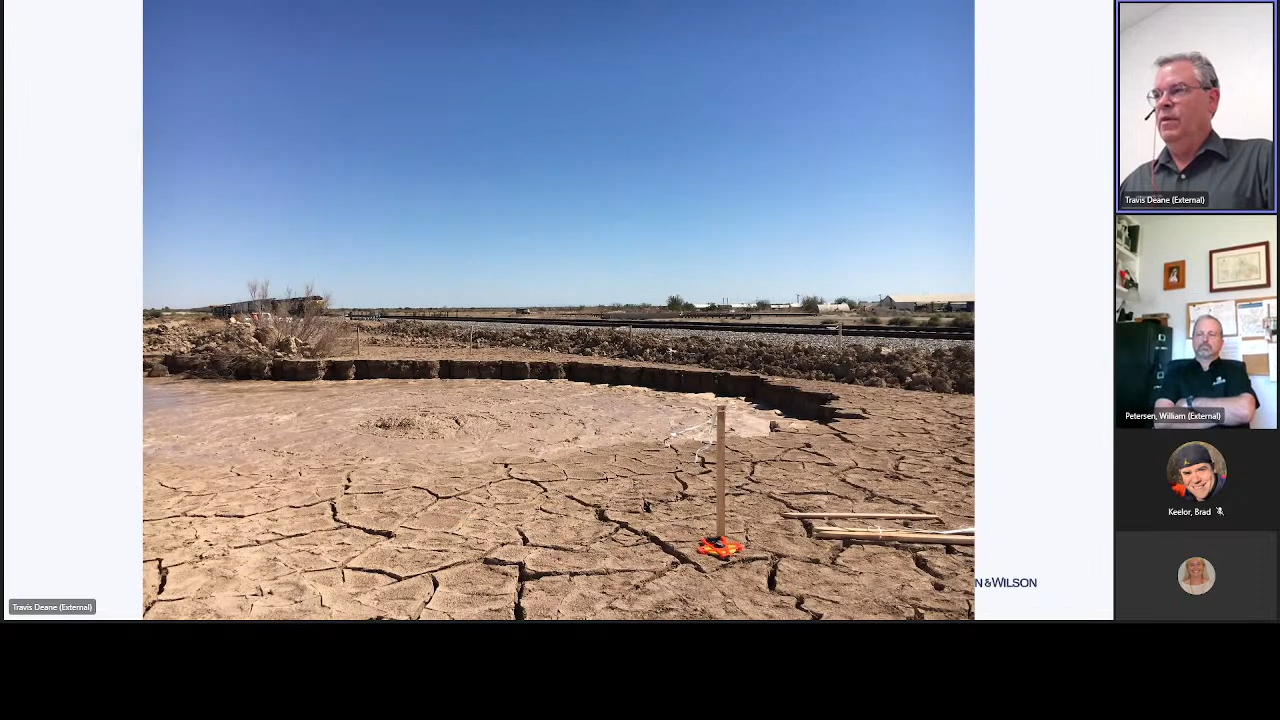 Travis Deane (External)
Petersen, William (External)
Keelor, Brad
N &WILSON
Travis Deane (External)